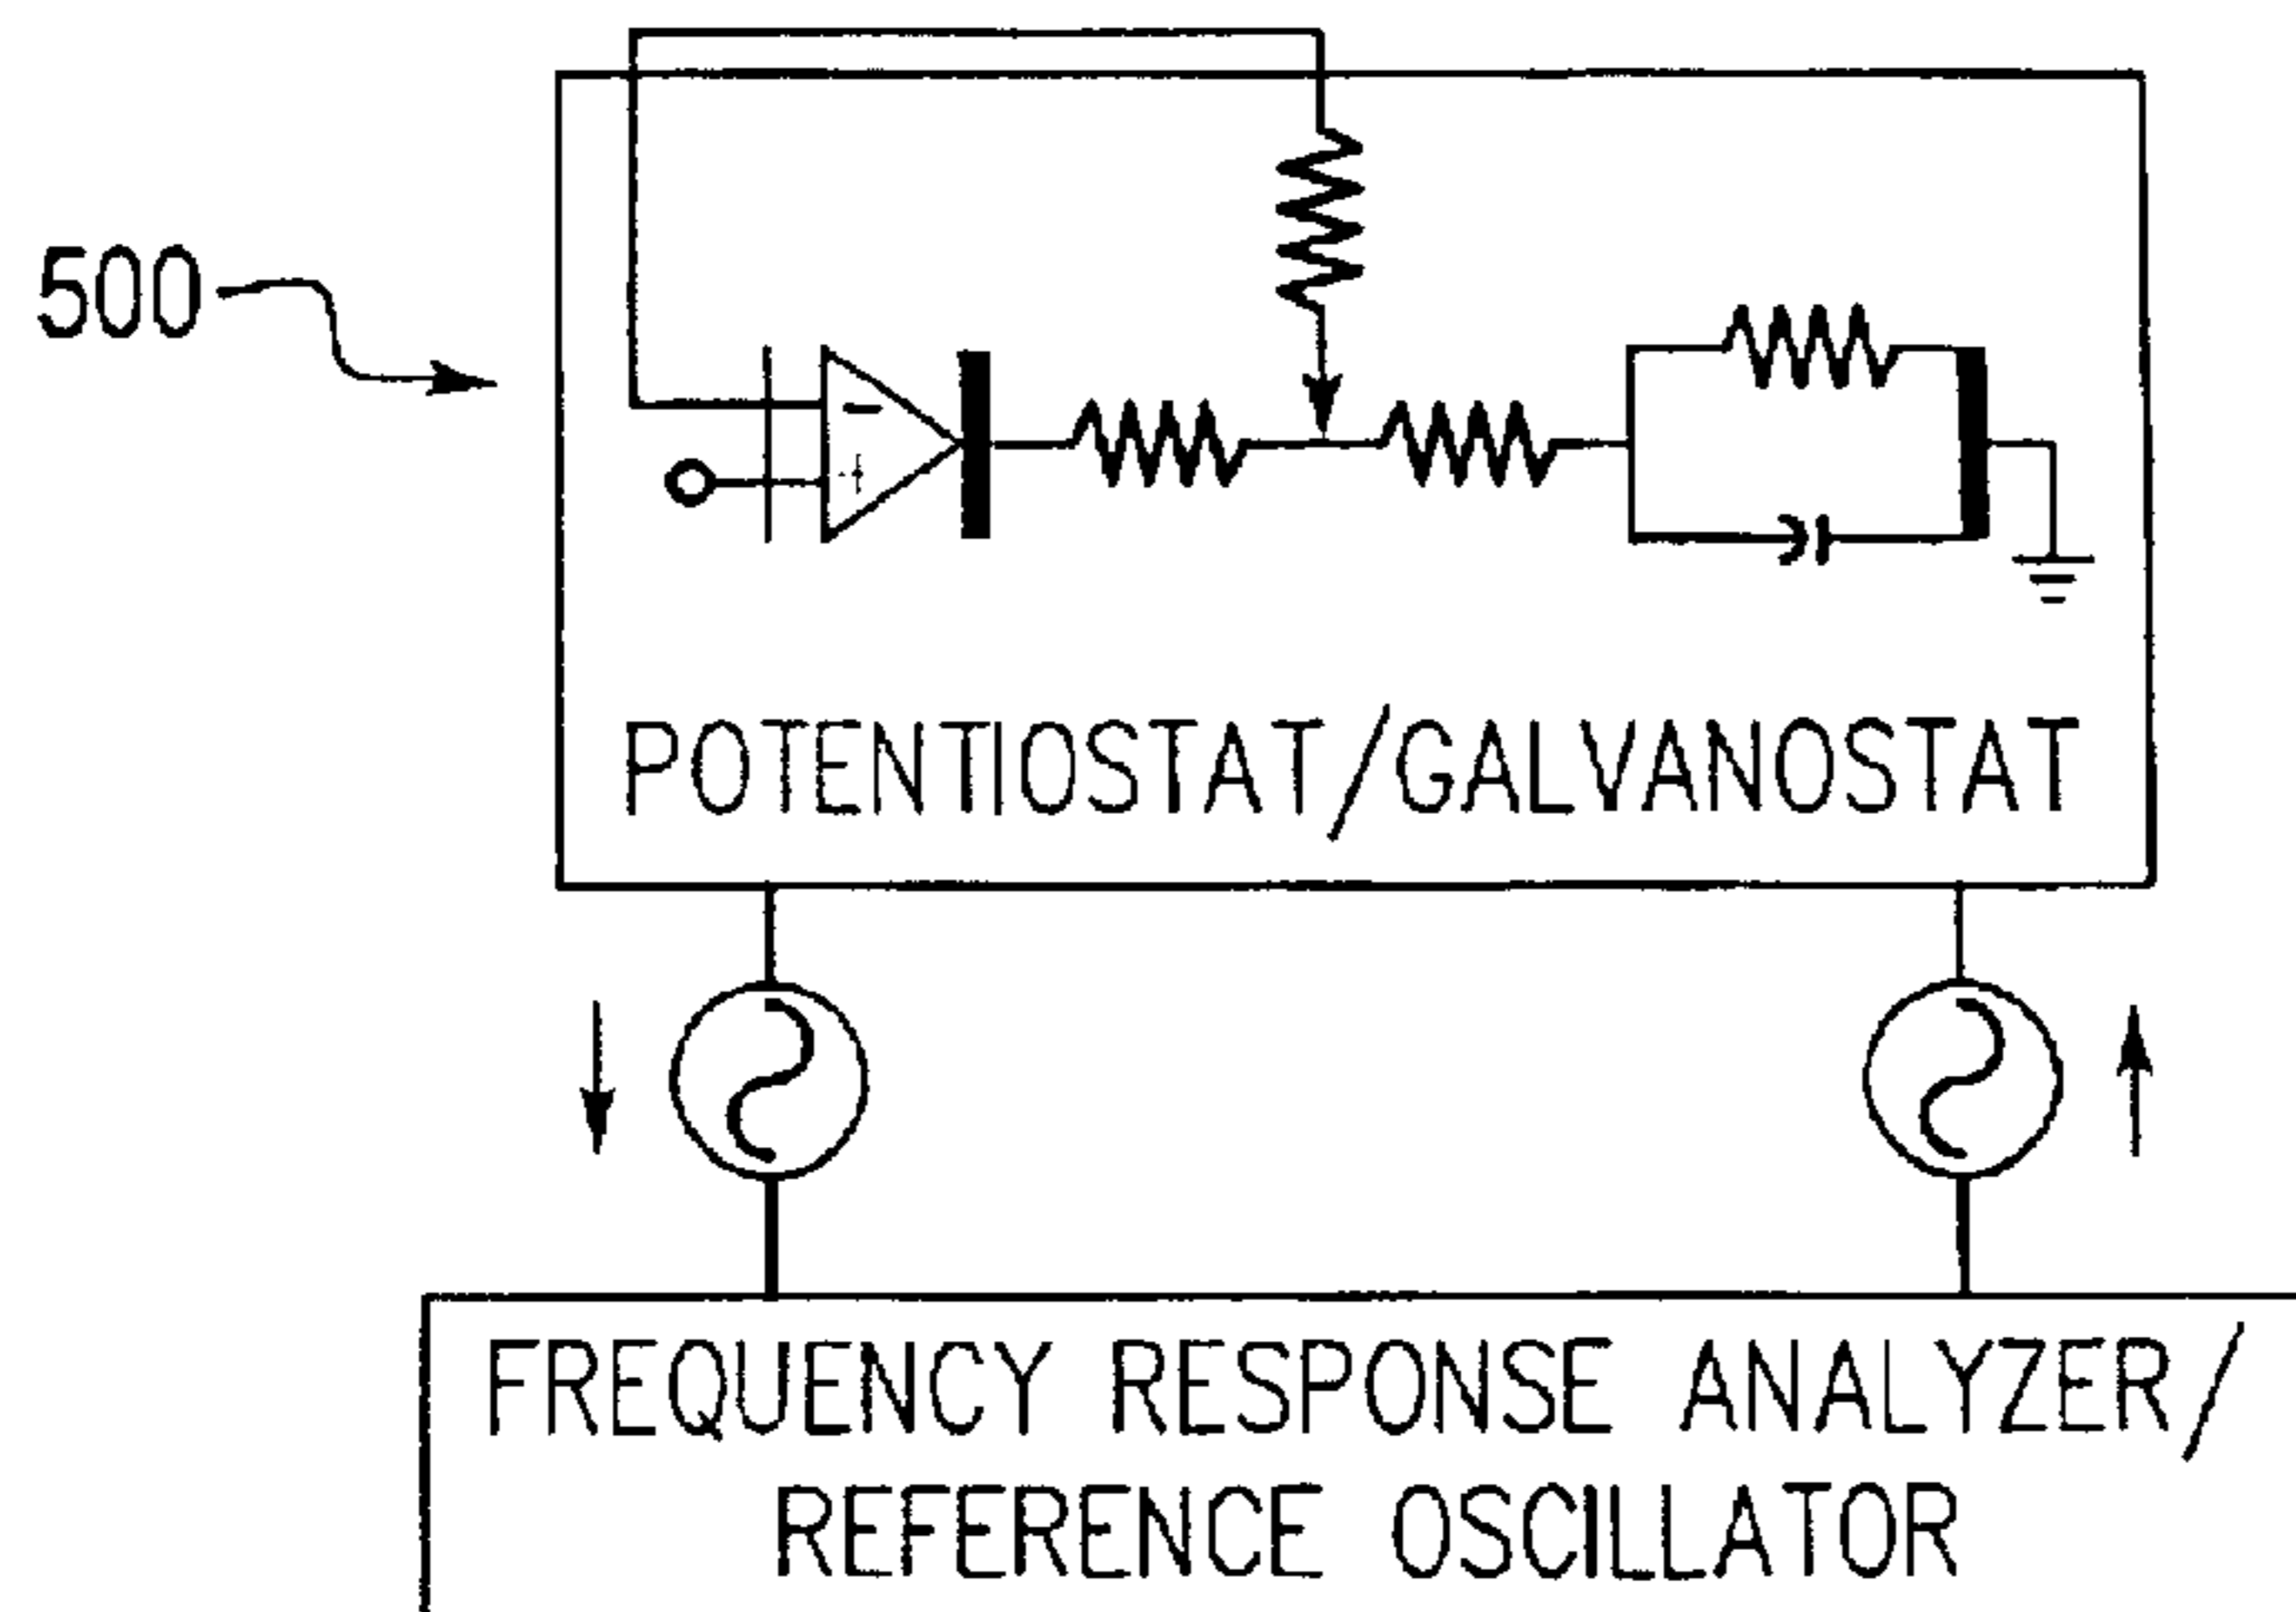 500
- 
+
POTENTIOSTAT/GALVANOSTAT
FREQUENCY RESPONSE ANALYZER/
REFERENCE OSCILLATOR